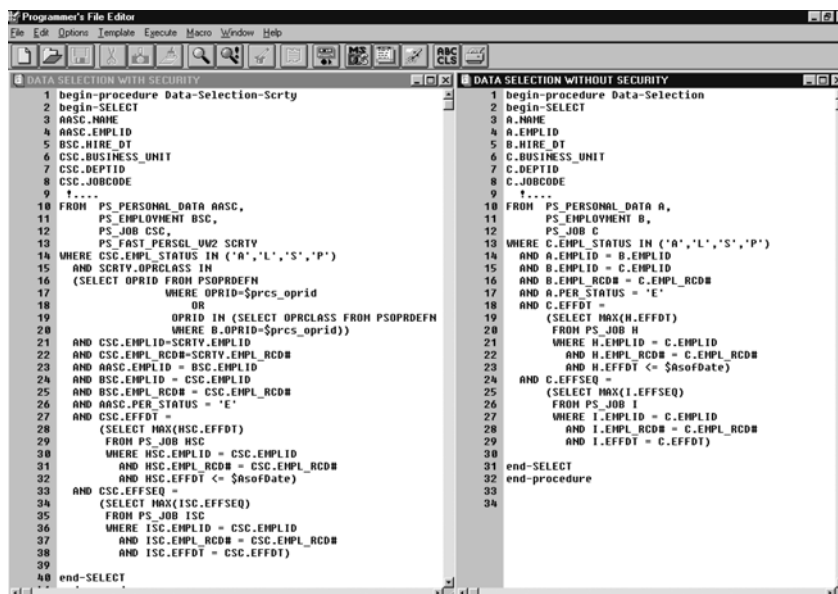 Programmer's File Editor
File Edit Options Template Execute Macro Window Help
MS DOS
ABC CLS
DATA SELECTION WITH SECURITY
1 begin-procedure Data-Selection-Scrty
2 begin-SELECT
3 AASC.NAME
4 AASC.EMPLID
5 BSC.HIRE_DT
6 CSC.BUSINESS_UNIT
7 CSC.DEPTID
8 CSC.JOBCODE
9 !....
10 FROM PS_PERSONAL_DATA AASC,
11 PS_EMPLOYMENT BSC,
12 PS_JOB CSC,
13 PS_FAST_PERSGL_VW2 SCRTY
14 WHERE CSC.EMPL_STATUS IN ('A','L','S','P')
15 AND SCRTY.OPRCLASS IN
16 (SELECT OPRID FROM PSOPRDEFN
17 WHERE OPRID=$prcs_oprid
18 OR
19 OPRID IN (SELECT OPRCLASS FROM PSOPRDEFN
20 WHERE B.OPRID=$prcs_oprid))
21 AND CSC.EMPLID=SCRTY.EMPLID
22 AND CSC.EMPL_RCD#=SCRTY.EMPL_RCD#
23 AND AASC.EMPLID = BSC.EMPLID
24 AND BSC.EMPLID = CSC.EMPLID
25 AND BSC.EMPL_RCD# = CSC.EMPL_RCD#
26 AND AASC.PER_STATUS = 'E'
27 AND CSC.EFFDT =
28 (SELECT MAX(HSC.EFFDT)
29 FROM PS_JOB HSC
30 WHERE HSC.EMPLID = CSC.EMPLID
31 AND HSC.EMPL_RCD# = CSC.EMPL_RCD#
32 AND HSC.EFFDT <= $AsofDate)
33 AND CSC.EFFSEQ =
34 (SELECT MAX(ISC.EFFSEQ)
35 FROM PS_JOB ISC
36 WHERE ISC.EMPLID = CSC.EMPLID
37 AND ISC.EMPL_RCD# = CSC.EMPL_RCD#
38 AND ISC.EFFDT = CSC.EFFDT)
39
40 end-SELECT
DATA SELECTION WITHOUT SECURITY
1 begin-procedure Data-Selection
2 begin-SELECT
3 A.NAME
4 A.EMPLID
5 B.HIRE_DT
6 C.BUSINESS_UNIT
7 C.DEPTID
8 C.JOBCODE
9 !....
10 FROM PS_PERSONAL_DATA A,
11 PS_EMPLOYMENT B,
12 PS_JOB C
13 WHERE C.EMPL_STATUS IN ('A','L','S','P')
14 AND A.EMPLID = B.EMPLID
15 AND B.EMPLID = C.EMPLID
16 AND B.EMPL_RCD# = C.EMPL_RCD#
17 AND A.PER_STATUS = 'E'
18 AND C.EFFDT =
19 (SELECT MAX(H.EFFDT)
20 FROM PS_JOB H
21 WHERE H.EMPLID = C.EMPLID
22 AND H.EMPL_RCD# = C.EMPL_RCD#
23 AND H.EFFDT <= $AsofDate)
24 AND C.EFFSEQ =
25 (SELECT MAX(I.EFFSEQ)
26 FROM PS_JOB I
27 WHERE I.EMPLID = C.EMPLID
28 AND I.EMPL_RCD# = C.EMPL_RCD#
29 AND I.EFFDT = C.EFFDT)
30
31 end-SELECT
32 end-procedure
33
34